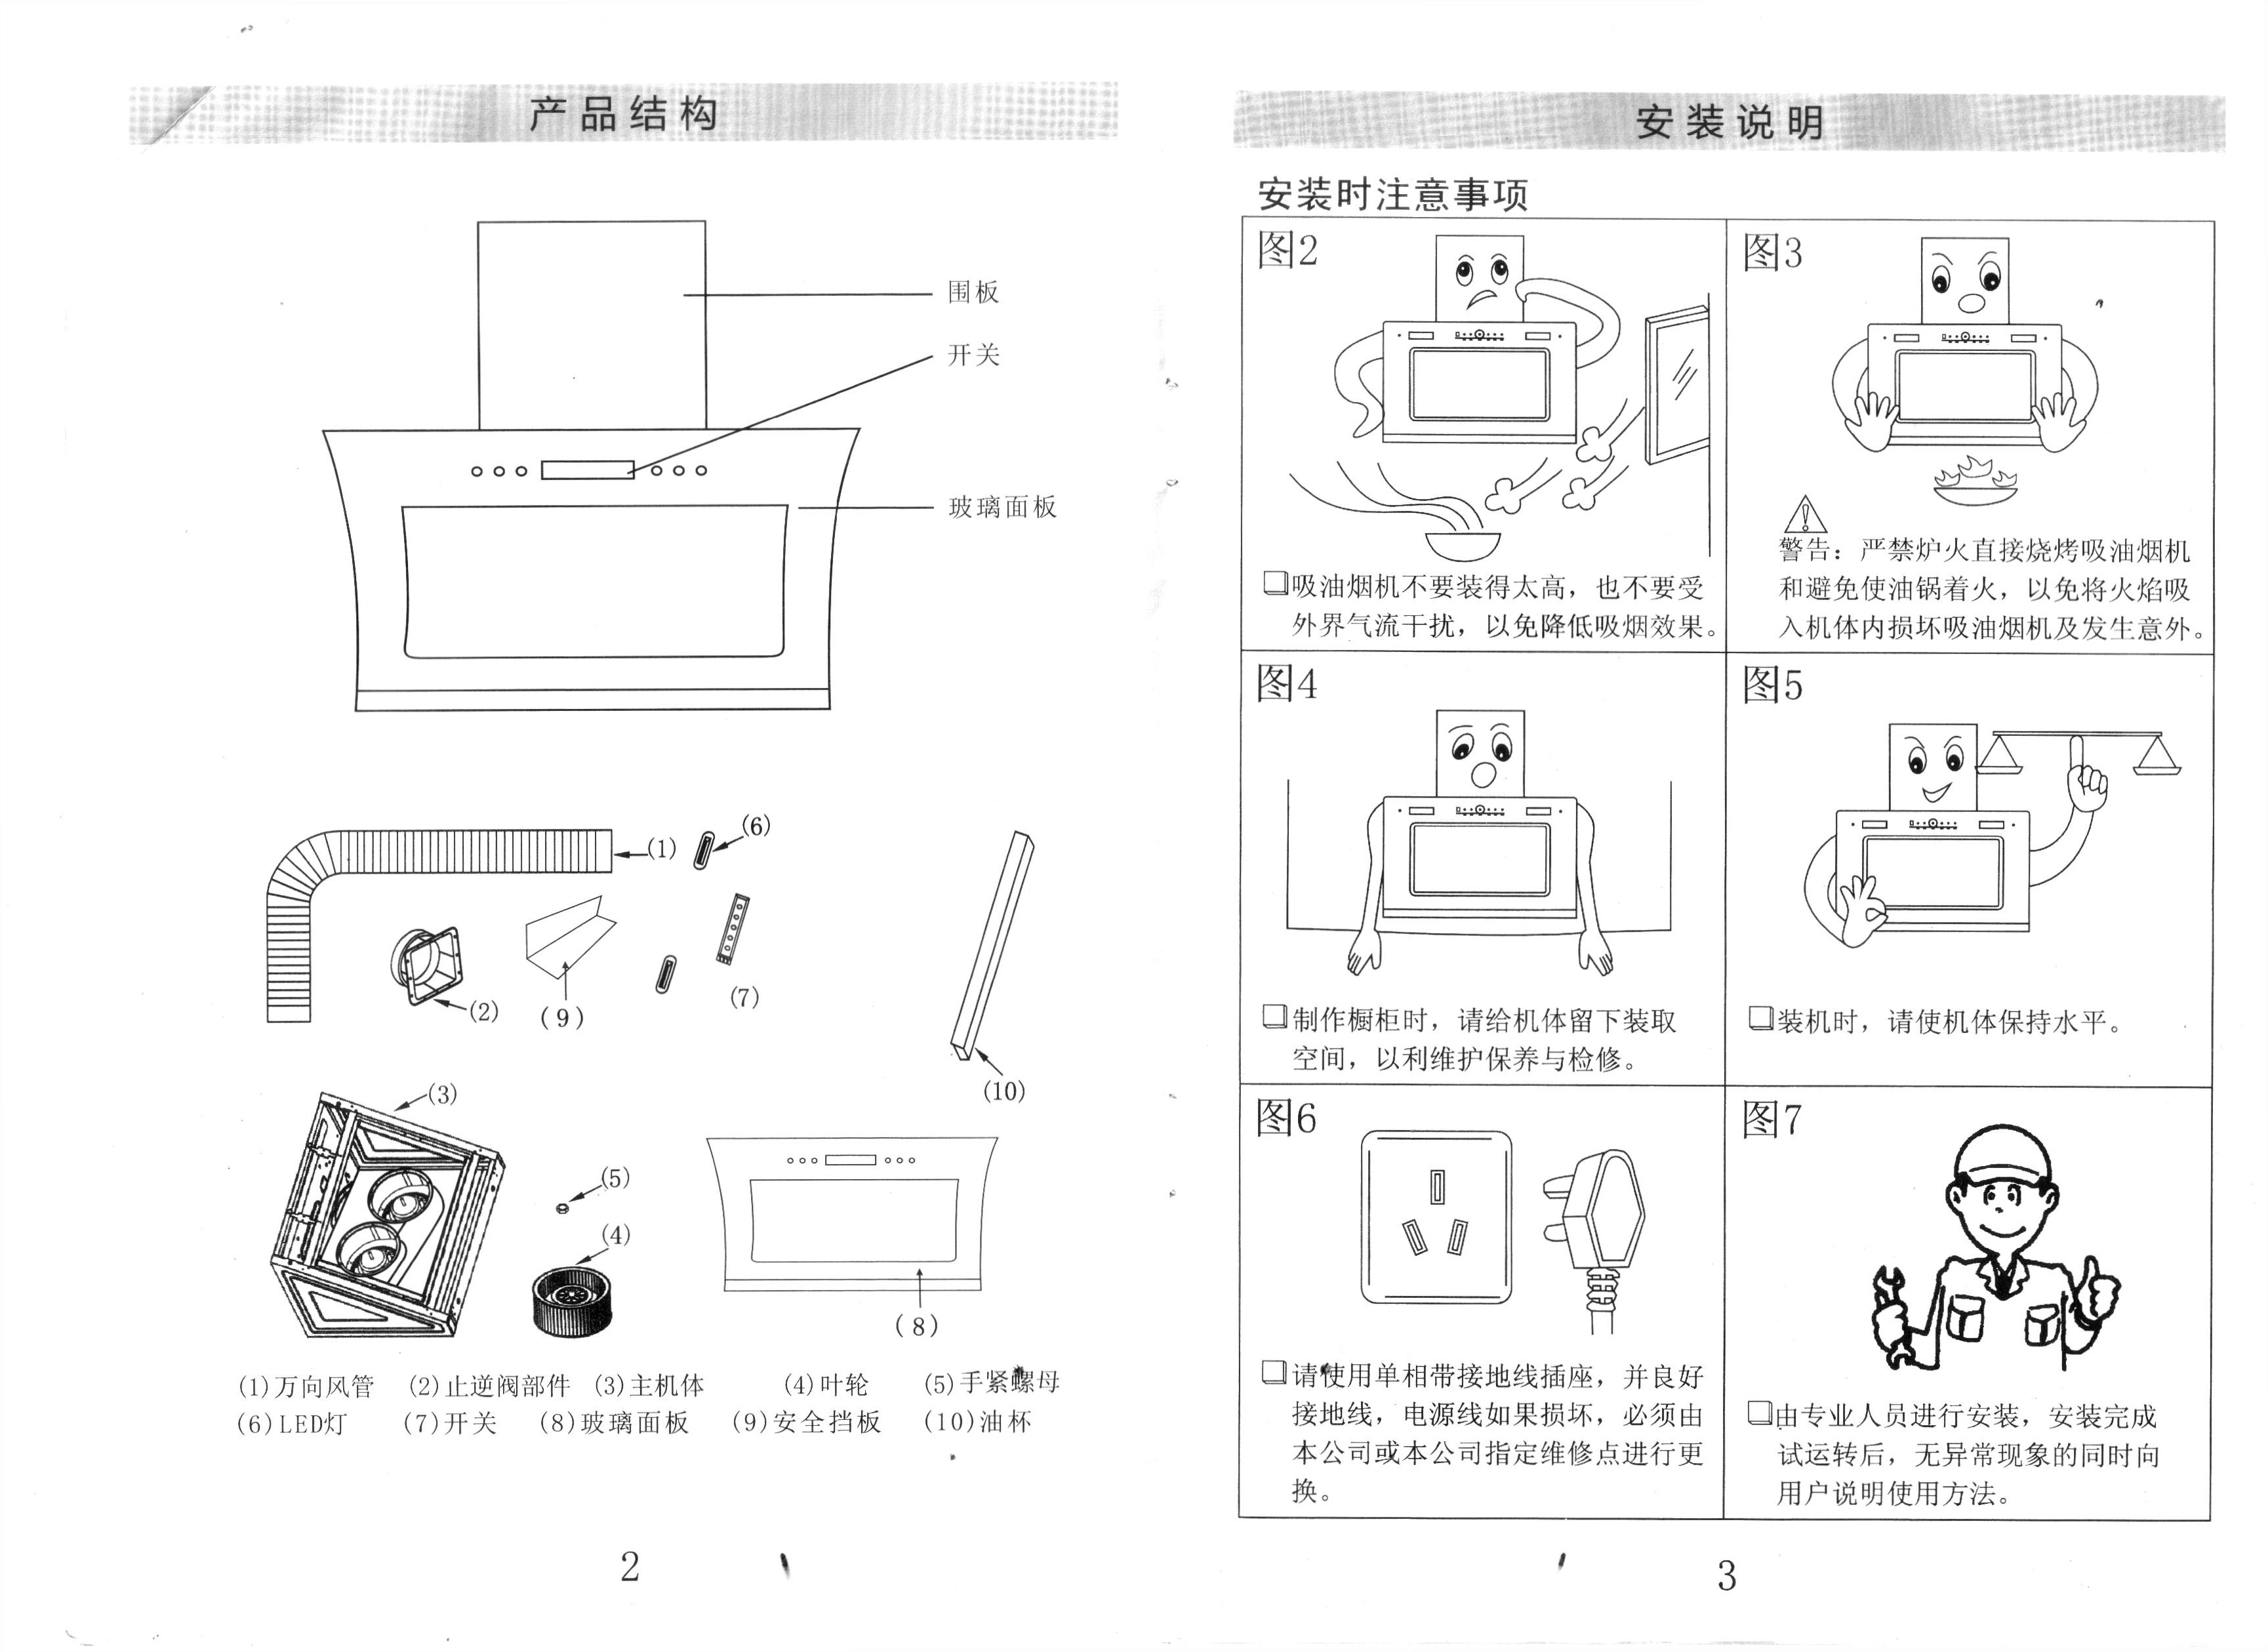 产品结构
围板
开关
玻璃面板
(1)
(6)
(2)
(9)
(7)
(10)
(3)
(5)
(4)
(8)
(1)万向风管 (2)止逆阀部件 (3)主机体 (4)叶轮 (5)手紧螺母
(6)LED灯 (7)开关 (8)玻璃面板 (9)安全挡板 (10)油杯
2
安装说明
安装时注意事项
图2
吸油烟机不要装得太高，也不要受
外界气流干扰，以免降低吸烟效果。
图3
警告：严禁炉火直接烧烤吸油烟机
和避免使油锅着火，以免将火焰吸
入机体内损坏吸油烟机及发生意外。
图4
制作橱柜时，请给机体留下装取
空间，以利维护保养与检修。
图5
装机时，请使机体保持水平。
图6
请使用单相带接地线插座，并良好
接地线，电源线如果损坏，必须由
本公司或本公司指定维修点进行更
换。
图7
由专业人员进行安装，安装完成
试运转后，无异常现象的同时向
用户说明使用方法。
3